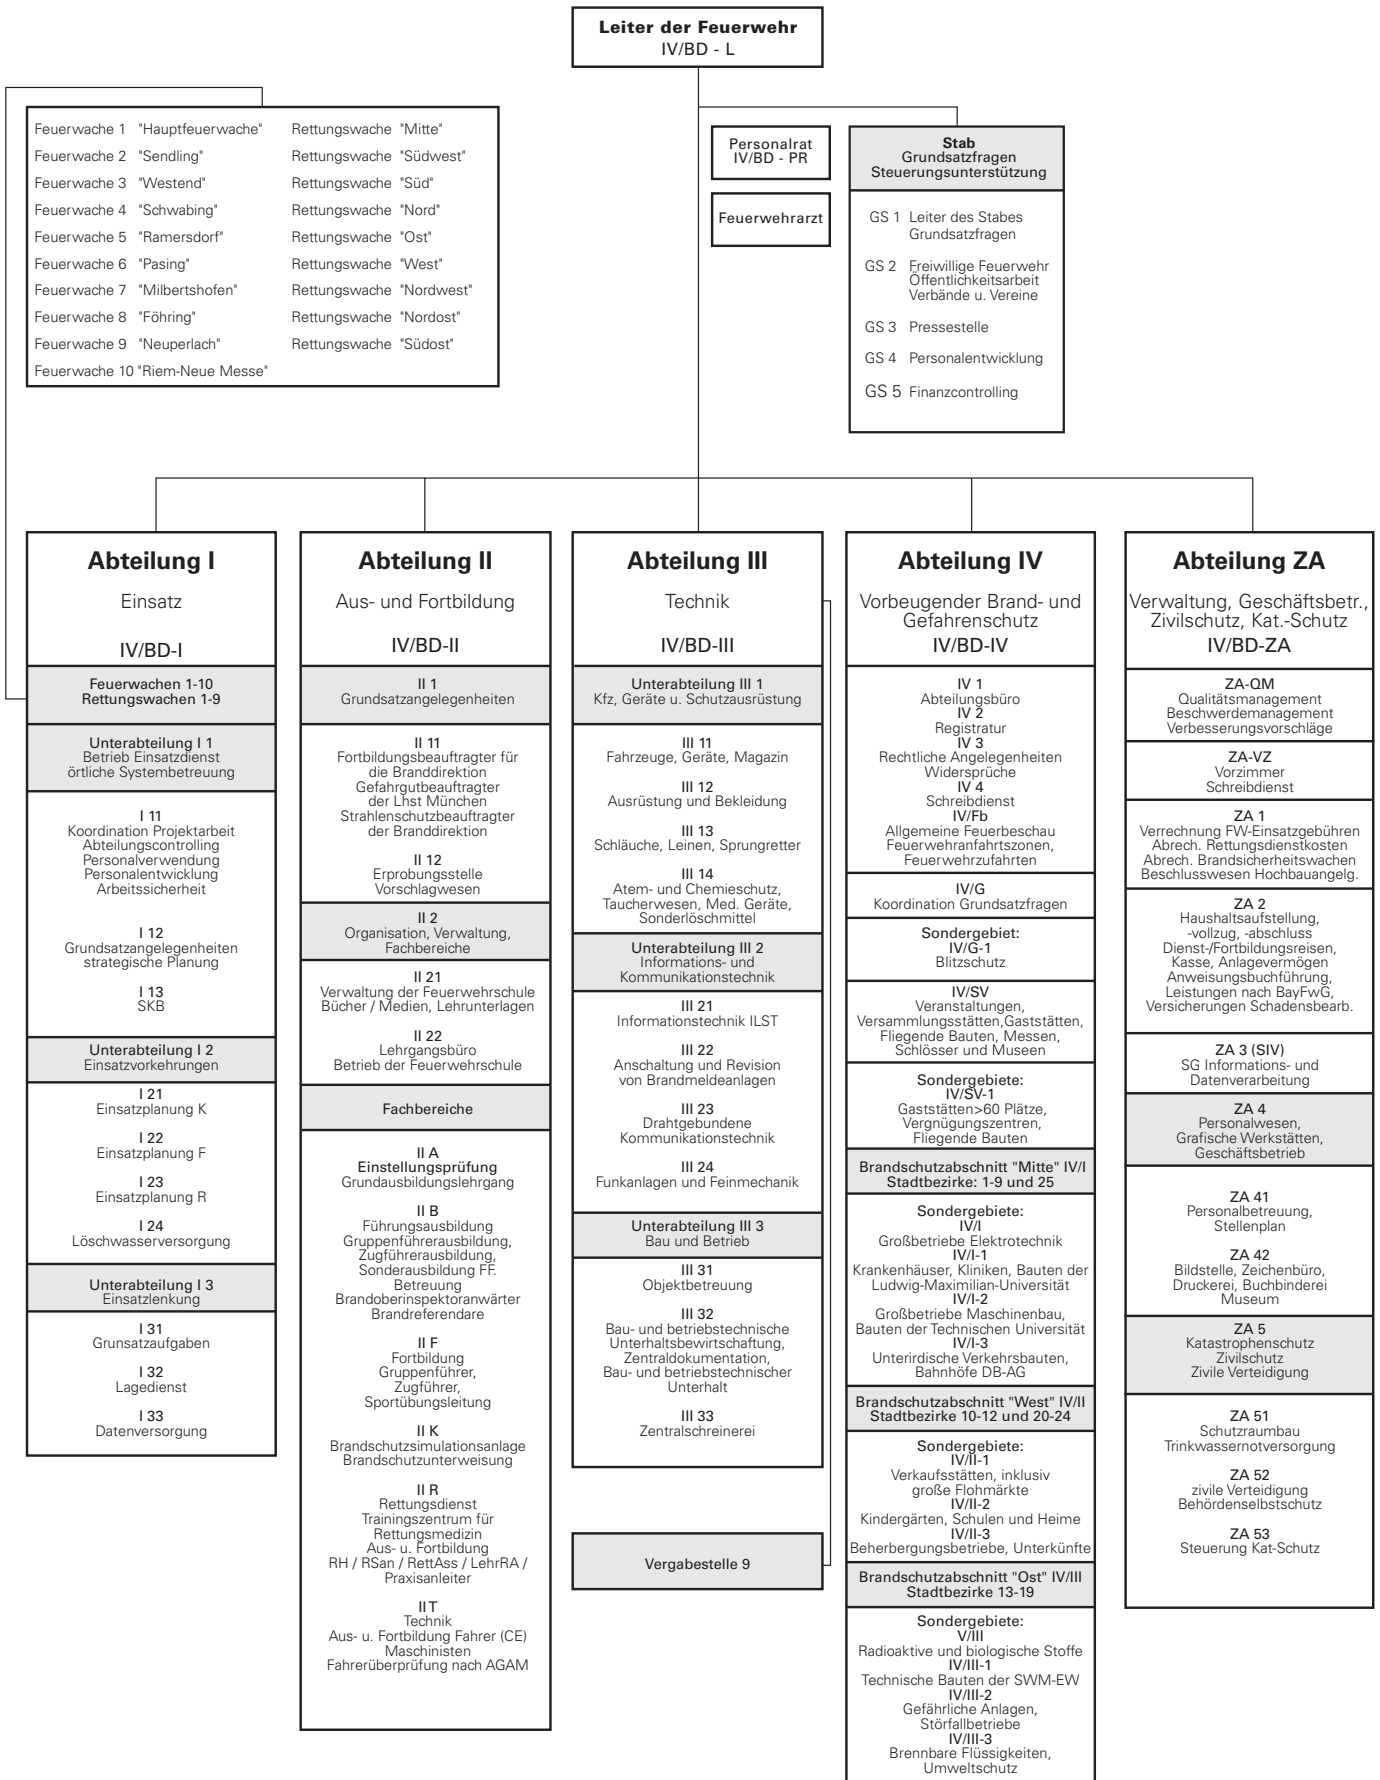 Leiter der Feuerwehr
IV/BD - L
Feuerwache 1 "Hauptfeuerwache" Rettungswache "Mitte"
Feuerwache 2 "Sendling" Rettungswache "Südwest"
Feuerwache 3 "Westend" Rettungswache "Süd"
Feuerwache 4 "Schwabing" Rettungswache "Nord"
Feuerwache 5 "Ramersdorf" Rettungswache "Ost"
Feuerwache 6 "Pasing" Rettungswache "West"
Feuerwache 7 "Milbertshofen" Rettungswache "Nordwest"
Feuerwache 8 "Föhring" Rettungswache "Nordost"
Feuerwache 9 "Neuperlach" Rettungswache "Südost"
Feuerwache 10 "Riem-Neue Messe"
Personalrat
IV/BD - PR
Feuerwehrarzt
Stab
Grundsatzfragen
Steuerungsunterstützung
GS 1 Leiter des Stabes
Grundsatzfragen
GS 2 Freiwillige Feuerwehr
Öffentlichkeitsarbeit
Verbände u. Vereine
GS 3 Pressestelle
GS 4 Personalentwicklung
GS 5 Finanzcontrolling
Abteilung I
Einsatz
IV/BD-I
Feuerwachen 1-10
Rettungswachen 1-9
Unterabteilung I 1
Betrieb Einsatzdienst
örtliche Systembetreuung
I 11
Koordination Projektarbeit
Abteilungscontrolling
Personalverwendung
Personalentwicklung
Arbeitssicherheit
I 12
Grundsatzangelegenheiten
strategische Planung
I 13
SKB
Unterabteilung I 2
Einsatzvorkehrungen
I 21
Einsatzplanung K
I 22
Einsatzplanung F
I 23
Einsatzplanung R
I 24
Löschwasserversorgung
Unterabteilung I 3
Einsatzlenkung
I 31
Grunsatzaufgaben
I 32
Lagedienst
I 33
Datenversorgung
Abteilung II
Aus- und Fortbildung
IV/BD-II
II 1
Grundsatzangelegenheiten
II 11
Fortbildungsbeauftragter für
die Branddirektion
Gefahrgutbeauftragter
der Lhst München
Strahlenschutzbeauftragter
der Branddirektion
II 12
Erprobungsstelle
Vorschlagwesen
II 2
Organisation, Verwaltung,
Fachbereiche
II 21
Verwaltung der Feuerwehrschule
Bücher / Medien, Lehrunterlagen
II 22
Lehrgangsbüro
Betrieb der Feuerwehrschule
Fachbereiche
II A
Einstellungsprüfung
Grundausbildungslehrgang
II B
Führungsausbildung
Gruppenführerausbildung,
Zugführerausbildung,
Sonderausbildung FF.
Betreuung
Brandoberinspektoranwärter
Brandreferendare
II F
Fortbildung
Gruppenführer,
Zugführer,
Sportübungsleitung
II K
Brandschutzsimulationsanlage
Brandschutzunterweisung
II R
Rettungsdienst
Trainingszentrum für
Rettungsmedizin
Aus- u. Fortbildung
RH / RSan / RettAss / LehrRA /
Praxisanleiter
II T
Technik
Aus- u. Fortbildung Fahrer (CE)
Maschinisten
Fahrerüberprüfung nach AGAM
Abteilung III
Technik
IV/BD-III
Unterabteilung III 1
Kfz, Geräte u. Schutzausrüstung
III 11
Fahrzeuge, Geräte, Magazin
III 12
Ausrüstung und Bekleidung
III 13
Schläuche, Leinen, Sprungretter
III 14
Atem- und Chemieschutz,
Taucherwesen, Med. Geräte,
Sonderlöschmittel
Unterabteilung III 2
Informations- und
Kommunikationstechnik
III 21
Informationstechnik ILST
III 22
Anschaltung und Revision
von Brandmeldeanlagen
III 23
Drahtgebundene
Kommunikationstechnik
III 24
Funkanlagen und Feinmechanik
Unterabteilung III 3
Bau und Betrieb
III 31
Objektbetreuung
III 32
Bau- und betriebstechnische
Unterhaltsbewirtschaftung,
Zentraldokumentation,
Bau- und betriebstechnischer
Unterhalt
III 33
Zentralschreinerei
Vergabestelle 9
Abteilung IV
Vorbeugender Brand- und
Gefahrenschutz
IV/BD-IV
IV 1
Abteilungsbüro
IV 2
Registratur
IV 3
Rechtliche Angelegenheiten
Widersprüche
IV 4
Schreibdienst
IV/Fb
Allgemeine Feuerbeschau
Feuerwehranfahrtszonen,
Feuerwehrzufahrten
IV/G
Koordination Grundsatzfragen
Sondergebiet:
IV/G-1
Blitzschutz
IV/SV
Veranstaltungen,
Versammlungsstätten,Gaststätten,
Fliegende Bauten, Messen,
Schlösser und Museen
Sondergebiete:
IV/SV-1
Gaststätten>60 Plätze,
Vergnügungszentren,
Fliegende Bauten
Brandschutzabschnitt "Mitte" IV/I
Stadtbezirke: 1-9 und 25
Sondergebiete:
IV/I
Großbetriebe Elektrotechnik
IV/I-1
Krankenhäuser, Kliniken, Bauten der
Ludwig-Maximilian-Universität
IV/I-2
Großbetriebe Maschinenbau,
Bauten der Technischen Universität
IV/I-3
Unterirdische Verkehrsbauten,
Bahnhöfe DB-AG
Brandschutzabschnitt "West" IV/II
Stadtbezirke 10-12 und 20-24
Sondergebiete:
IV/II-1
Verkaufsstätten, inklusiv
große Flohmärkte
IV/II-2
Kindergärten, Schulen und Heime
IV/II-3
Beherbergungsbetriebe, Unterkünfte
Brandschutzabschnitt "Ost" IV/III
Stadtbezirke 13-19
Sondergebiete:
V/III
Radioaktive und biologische Stoffe
IV/III-1
Technische Bauten der SWM-EW
IV/III-2
Gefährliche Anlagen,
Störfallbetriebe
IV/III-3
Brennbare Flüssigkeiten,
Umweltschutz
Abteilung ZA
Verwaltung, Geschäftsbetr.,
Zivilschutz, Kat.-Schutz
IV/BD-ZA
ZA-QM
Qualitätsmanagement
Beschwerdemanagement
Verbesserungsvorschläge
ZA-VZ
Vorzimmer
Schreibdienst
ZA 1
Verrechnung FW-Einsatzgebühren
Abrech. Rettungsdienstkosten
Abrech. Brandsicherheitswachen
Beschlusswesen Hochbauangelg.
ZA 2
Haushaltsaufstellung,
-vollzug, -abschluss
Dienst-/Fortbildungsreisen,
Kasse, Anlagevermögen
Anweisungsbuchführung,
Leistungen nach BayFwG,
Versicherungen Schadensbearb.
ZA 3 (SIV)
SG Informations- und
Datenverarbeitung
ZA 4
Personalwesen,
Grafische Werkstätten,
Geschäftsbetrieb
ZA 41
Personalbetreuung,
Stellenplan
ZA 42
Bildstelle, Zeichenbüro,
Druckerei, Buchbinderei
Museum
ZA 5
Katastrophenschutz
Zivilschutz
Zivile Verteidigung
ZA 51
Schutzraumbau
Trinkwassernotversorgung
ZA 52
zivile Verteidigung
Behördenselbstschutz
ZA 53
Steuerung Kat-Schutz